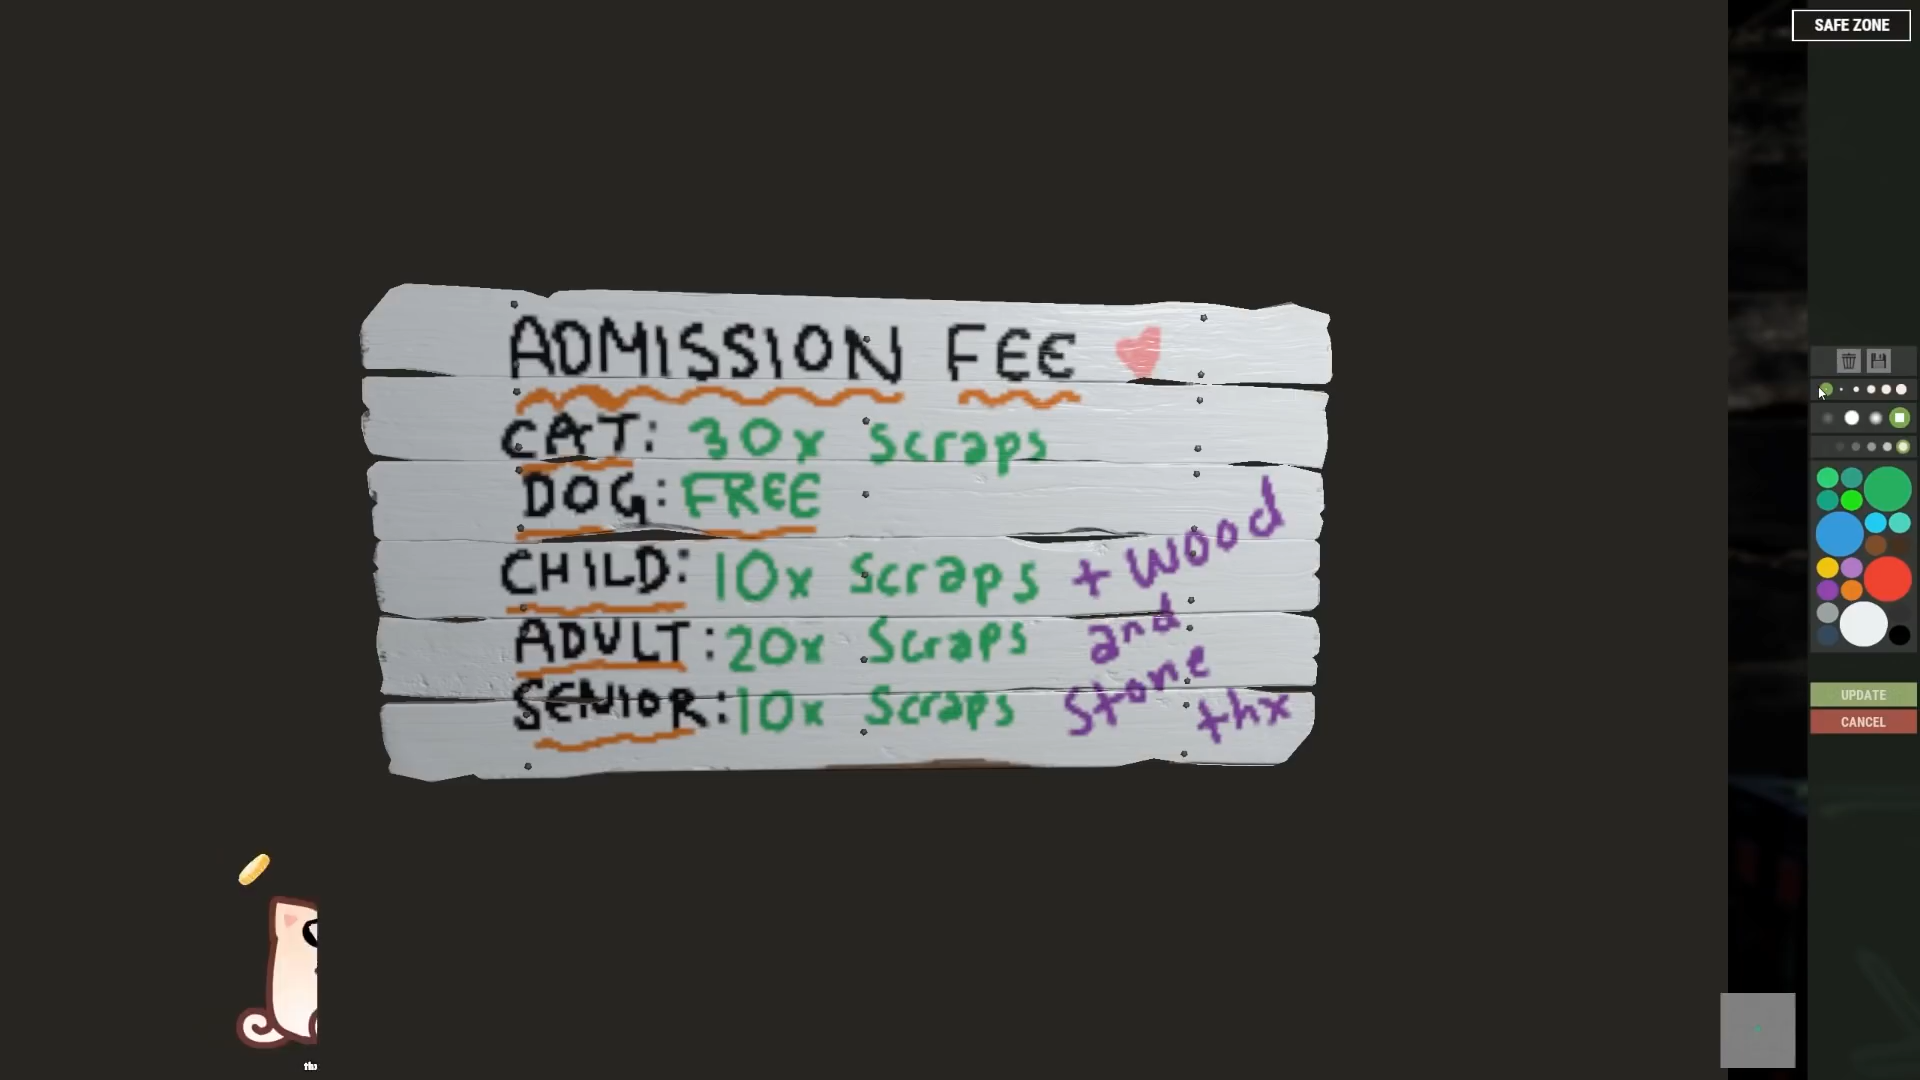 SAFE ZONE
ADMISSION FEE
CAT: 30x Scraps
DOG: FREE
CHILD: 10x Scraps + Wood
ADULT: 20x Scraps and
SENIOR: 10x Scraps Stone
thx
UPDATE
CANCEL